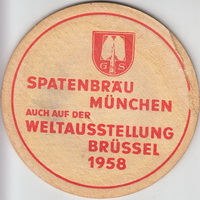 G S
SPATENBRÄU
MÜNCHEN
AUCH AUF DER
WELTAUSSTELLUNG
BRÜSSEL
1958